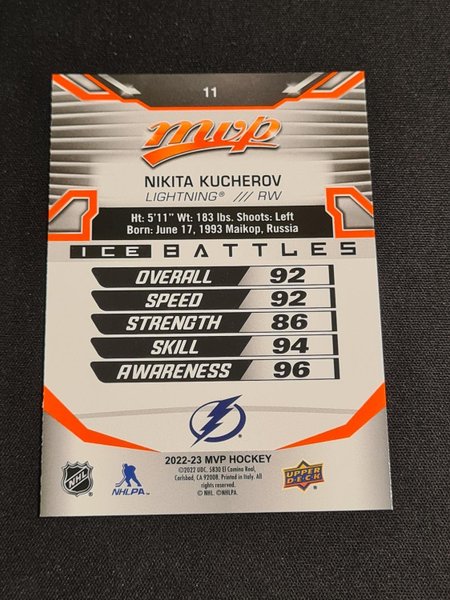 11
mvp
NIKITA KUCHEROV
LIGHTNING® /// RW
Ht: 5'11" Wt: 183 lbs. Shoots: Left
Born: June 17, 1993 Maikop, Russia
ICE BATTLES
OVERALL 92
SPEED 92
STRENGTH 86
SKILL 94
AWARENESS 96
2022-23 MVP HOCKEY
©2022 UDC. 5830 El Camino Real,
Carlsbad, CA 92008. Printed in Italy. All
rights reserved.
© NHL. ©NHLPA.
NHL
NHLPA
UPPER
DECK